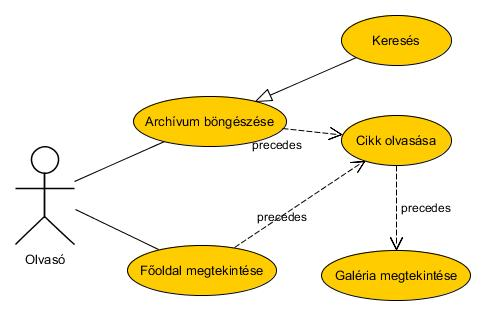 Keresés
Archívum böngészése
Cikk olvasása
precedes
precedes
precedes
Olvasó
Főoldal megtekintése
Galéria megtekintése